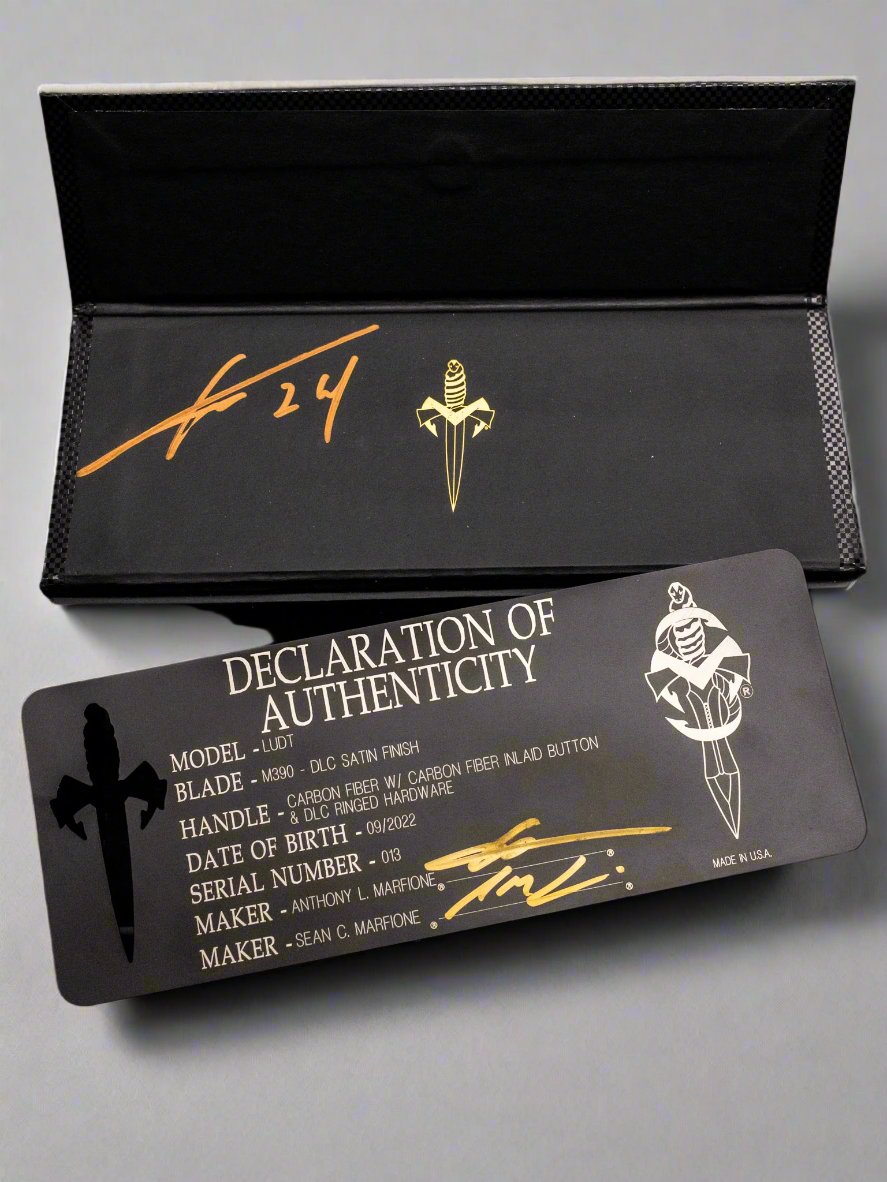 24
DECLARATION OF
AUTHENTICITY
MODEL - LUDT
BLADE - M390 - DLC SATIN FINISH
HANDLE - CARBON FIBER W/ CARBON FIBER INLAID BUTTON
& DLC RINGED HARDWARE
DATE OF BIRTH - 09/2022
SERIAL NUMBER - 013
MAKER - ANTHONY L. MARFIONE® ®
MAKER - SEAN C. MARFIONE ® ®
®
MADE IN U.S.A.